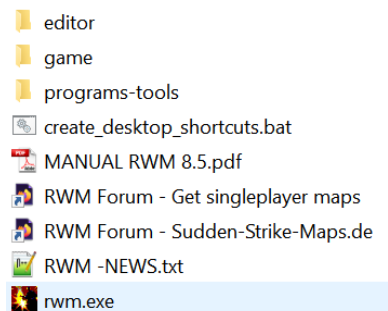 editor
game
programs-tools
create_desktop_shortcuts.bat
MANUAL RWM 8.5.pdf
RWM Forum - Get singleplayer maps
RWM Forum - Sudden-Strike-Maps.de
RWM -NEWS.txt
rwm.exe